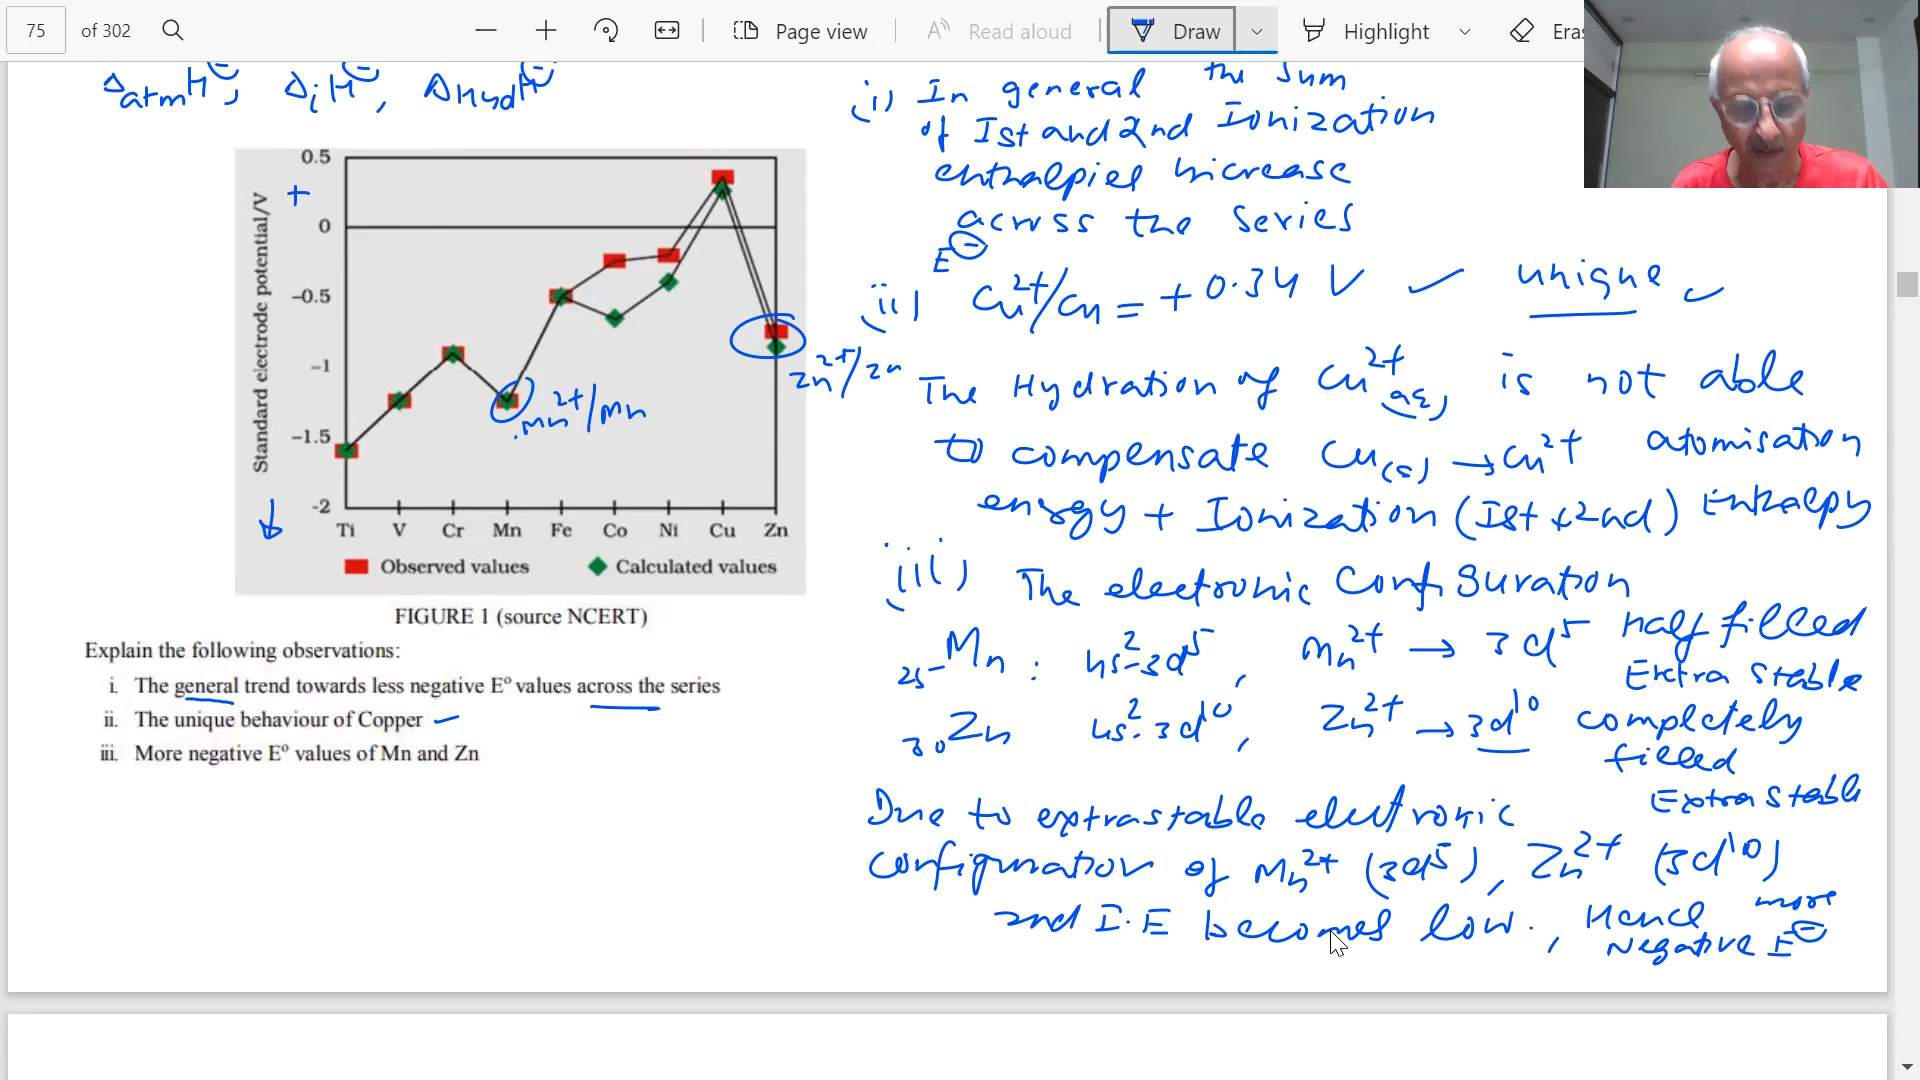 75 of 302 Page view Read aloud Draw Highlight Eras
ΔatmH⊖, ΔiH⊖, ΔHydH⊖
0.5
+
0
-0.5
-1
-1.5
-2
Standard electrode potential/V
Mn2+/Mn
Zn2+/Zn
Ti V Cr Mn Fe Co Ni Cu Zn
Observed values Calculated values
FIGURE 1 (source NCERT)
Explain the following observations:
i. The general trend towards less negative Eº values across the series
ii. The unique behaviour of Copper
iii. More negative Eº values of Mn and Zn
(i) In general the sum
of Ist and 2nd Ionization
enthalpies increase
across the series
(ii) E⊖ Cu2+/Cu = +0.34 V unique
The Hydration of Cu2+(aq) is not able
to compensate Cu(s) → Cu2+ atomisation
energy + Ionization (Ist + 2nd) Enthalpy
(iii) The electronic Configuration
25Mn : 4s2-3d5, Mn2+ → 3d5 half filled
Extra stable
30Zn 4s2-3d10, Zn2+ → 3d10 completely
filled
Extra stable
Due to extrastable electronic
configuration of Mn2+ (3d5), Zn2+ (3d10)
and I.E becomes low., Hence more
Negative E⊖